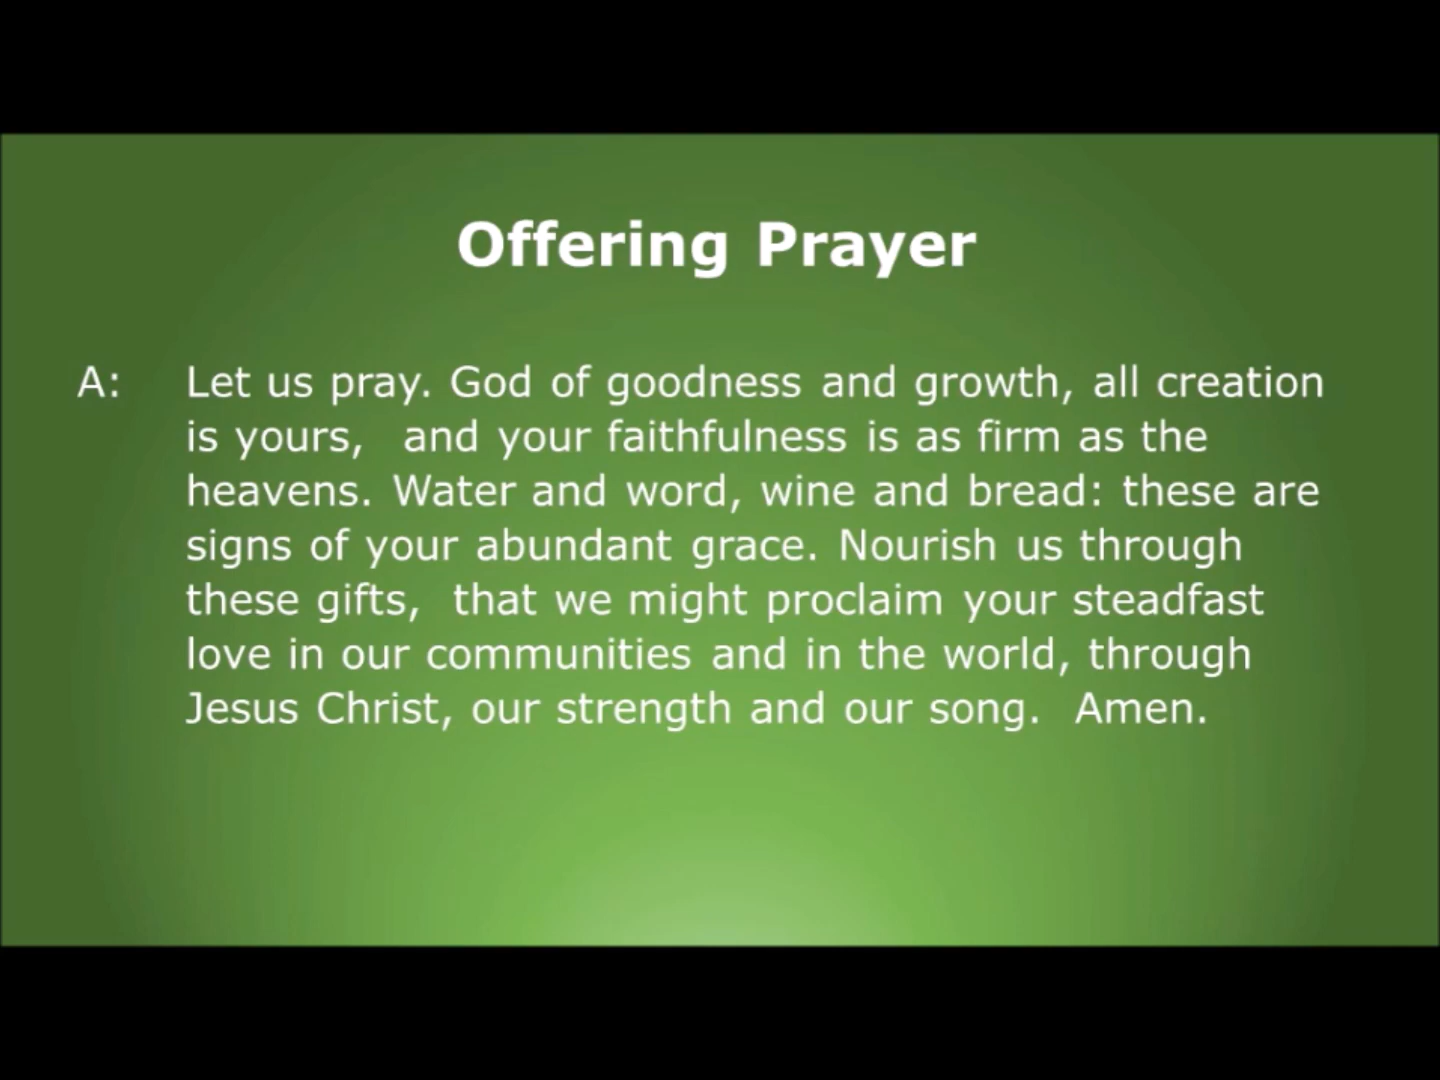 Offering Prayer
A: Let us pray. God of goodness and growth, all creation
is yours, and your faithfulness is as firm as the
heavens. Water and word, wine and bread: these are
signs of your abundant grace. Nourish us through
these gifts, that we might proclaim your steadfast
love in our communities and in the world, through
Jesus Christ, our strength and our song. Amen.